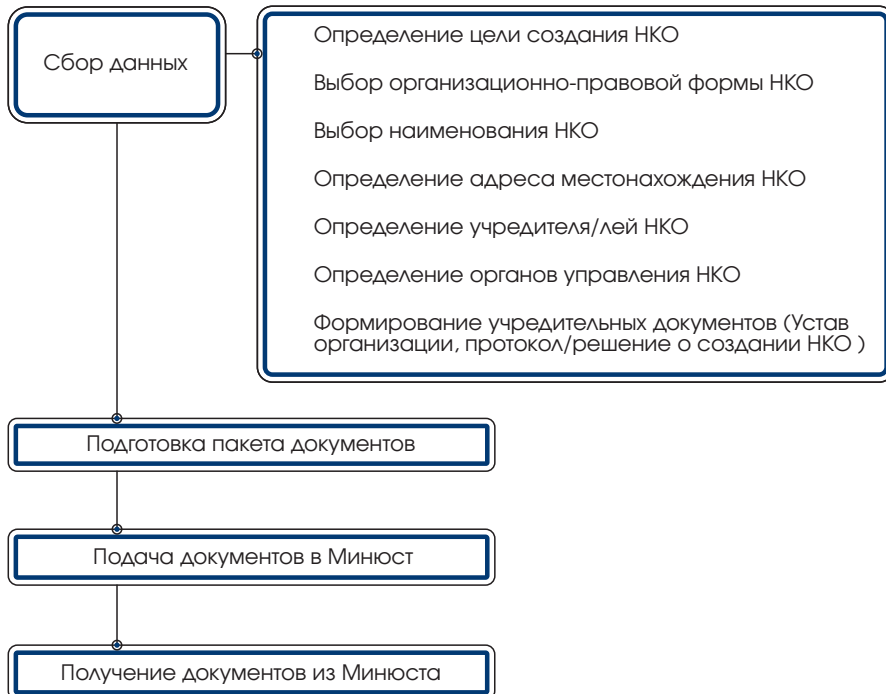 Сбор данных
Определение цели создания НКО
Выбор организационно-правовой формы НКО
Выбор наименования НКО
Определение адреса местонахождения НКО
Определение учредителя/лей НКО
Определение органов управления НКО
Формирование учредительных документов (Устав
организации, протокол/решение о создании НКО )
Подготовка пакета документов
Подача документов в Минюст
Получение документов из Минюста